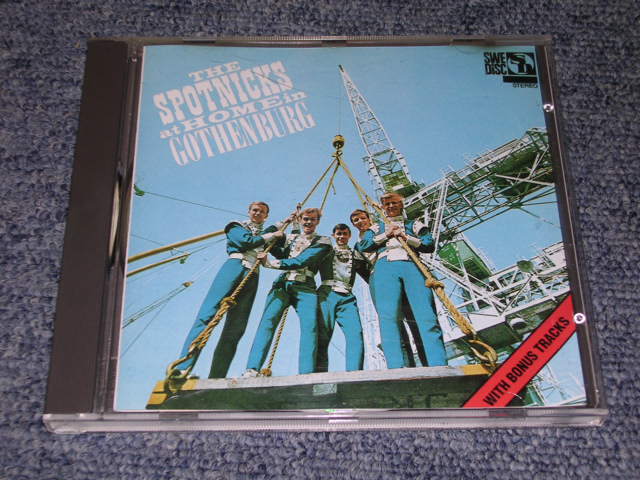 THE
SPOTNICKS
at HOME in
GOTHENBURG
SWE
DISC
STEREO
WITH BONUS TRACKS